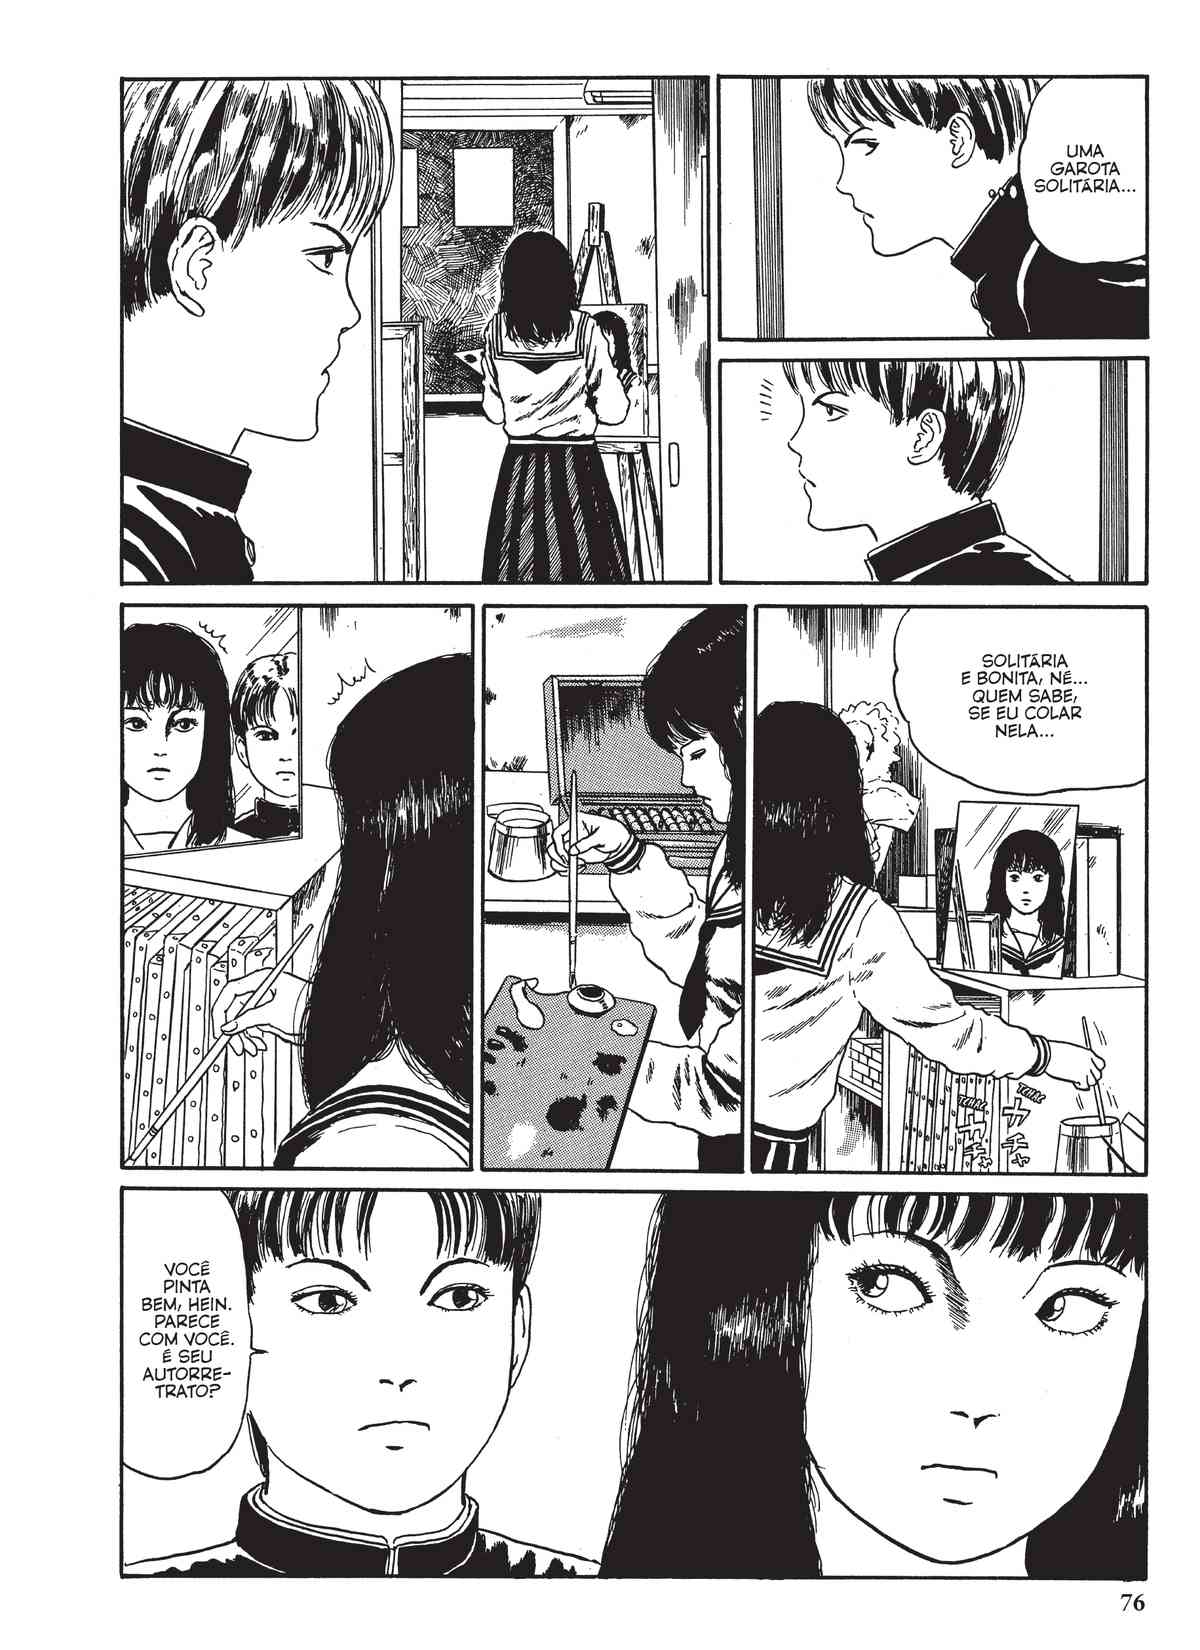 UMA
GAROTA
SOLITÁRIA...
SOLITÁRIA
E BONITA, NÉ...
QUEM SABE,
SE EU COLAR
NELA...
TCHAC
TCHAC
カチャ
カチャ
VOCÊ
PINTA
BEM, HEIN.
PARECE
COM VOCÊ.
É SEU
AUTORRE-
TRATO?
76